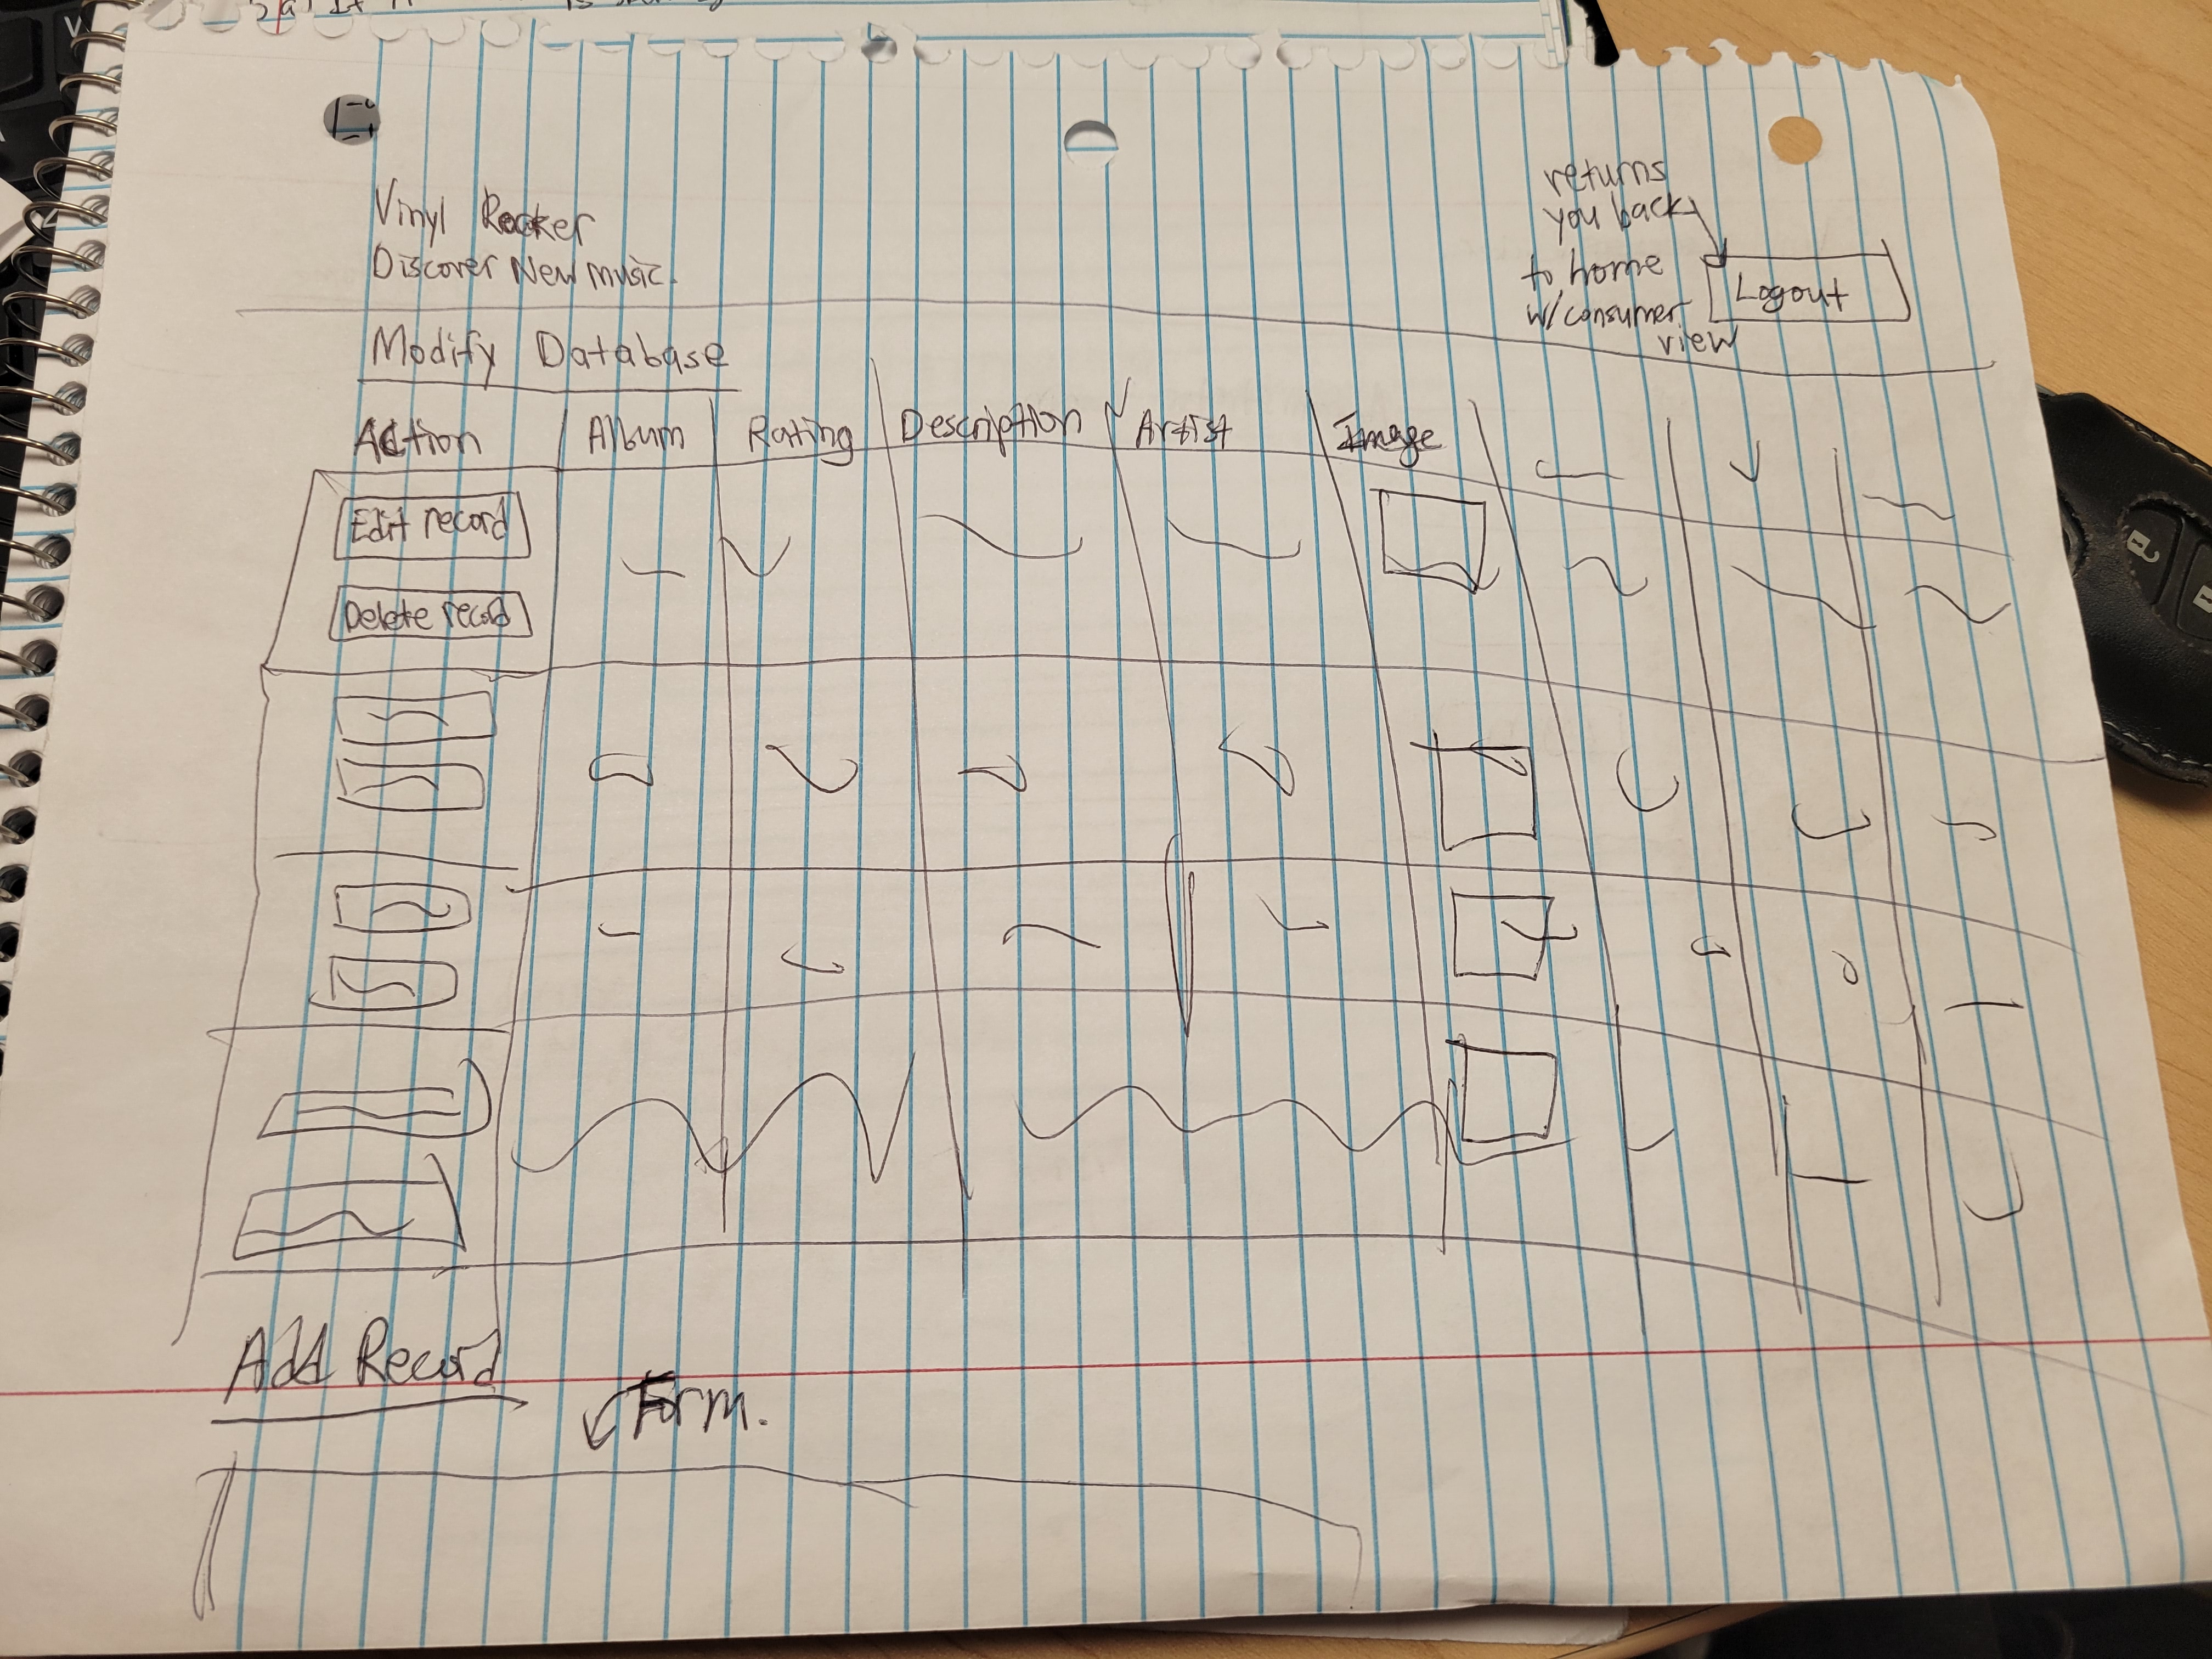 Vinyl Rocker
Discover New music.
returns
you back
to home
w/consumer
view
Logout
Modify Database
Action Album Rating Description Artist Image
Edit record
Delete record
Add Record
Form.